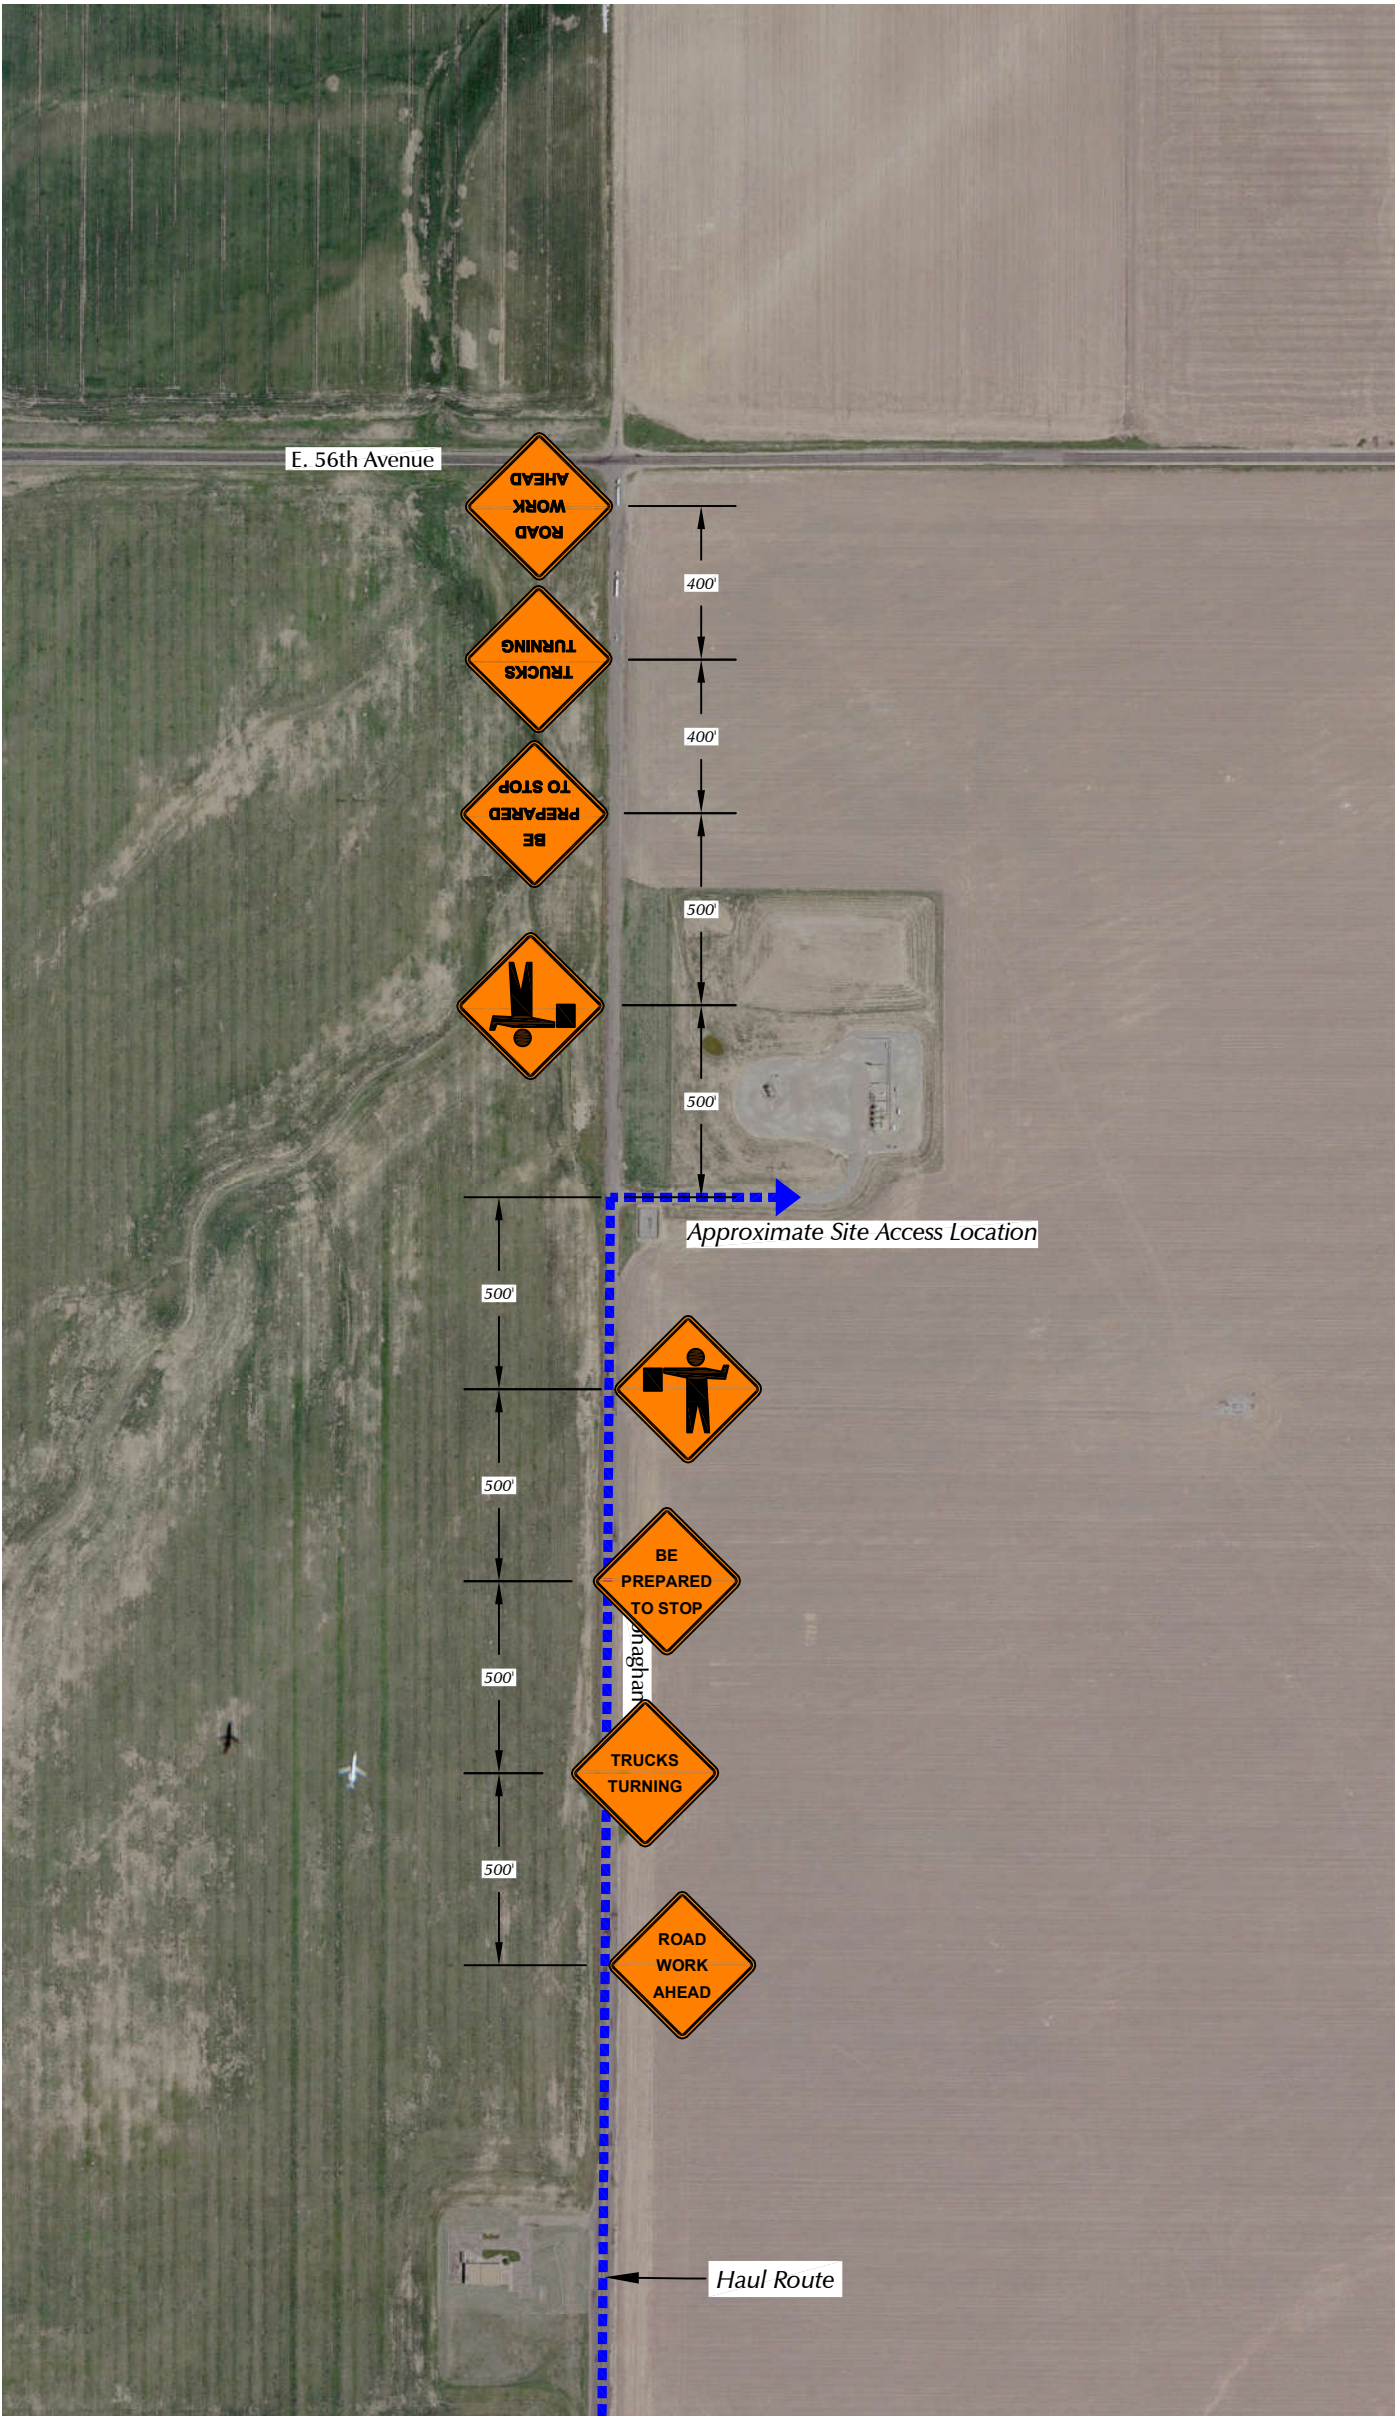 E. 56th Avenue
ROAD
WORK
AHEAD
400'
TRUCKS
TURNING
400'
BE
PREPARED
TO STOP
500'
500'
Approximate Site Access Location
500'
500'
BE
PREPARED
TO STOP
500'
TRUCKS
TURNING
500'
ROAD
WORK
AHEAD
Haul Route